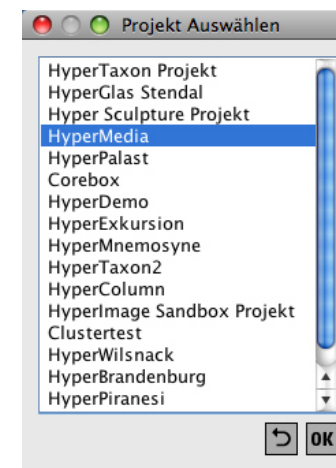 Projekt Auswählen
HyperTaxon Projekt
HyperGlas Stendal
Hyper Sculpture Projekt
HyperMedia
HyperPalast
Corebox
HyperDemo
HyperExkursion
HyperMnemosyne
HyperTaxon2
HyperColumn
HyperImage Sandbox Projekt
Clustertest
HyperWilsnack
HyperBrandenburg
HyperPiranesi
OK